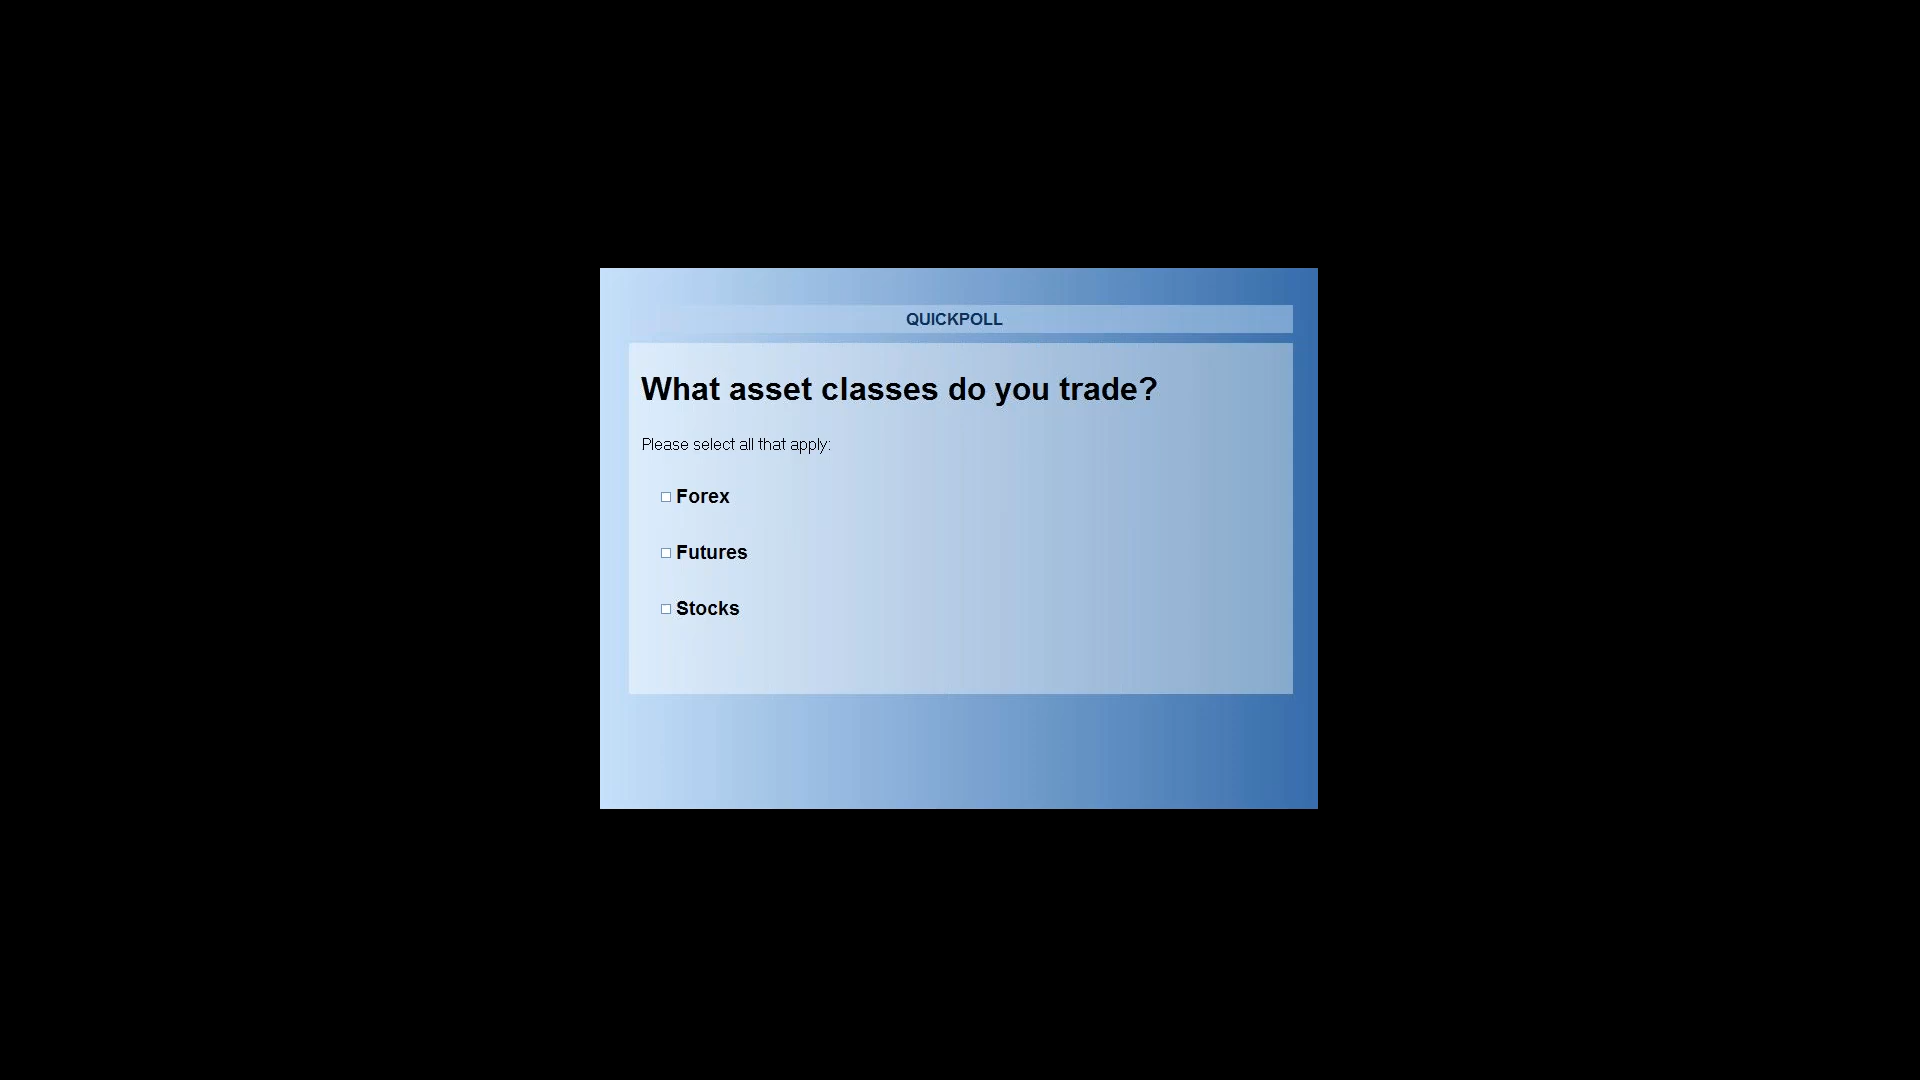 QUICKPOLL
What asset classes do you trade?
Please select all that apply:
Forex
Futures
Stocks